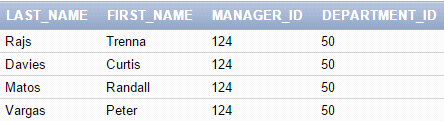 LAST_NAME FIRST_NAME MANAGER_ID DEPARTMENT_ID
Rajs Trenna 124 50
Davies Curtis 124 50
Matos Randall 124 50
Vargas Peter 124 50